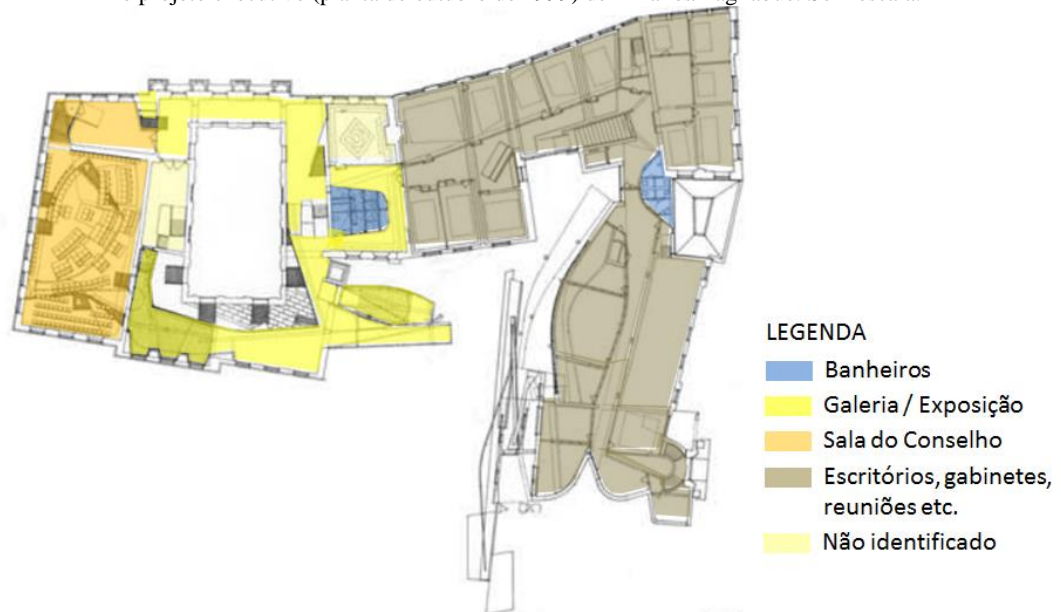 LEGENDA
Banheiros
Galeria / Exposição
Sala do Conselho
Escritórios, gabinetes,
reuniões etc.
Não identificado